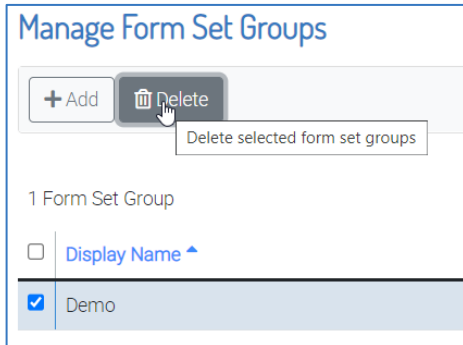 Manage Form Set Groups
Add Delete
Delete selected form set groups
1 Form Set Group
Display Name
Demo